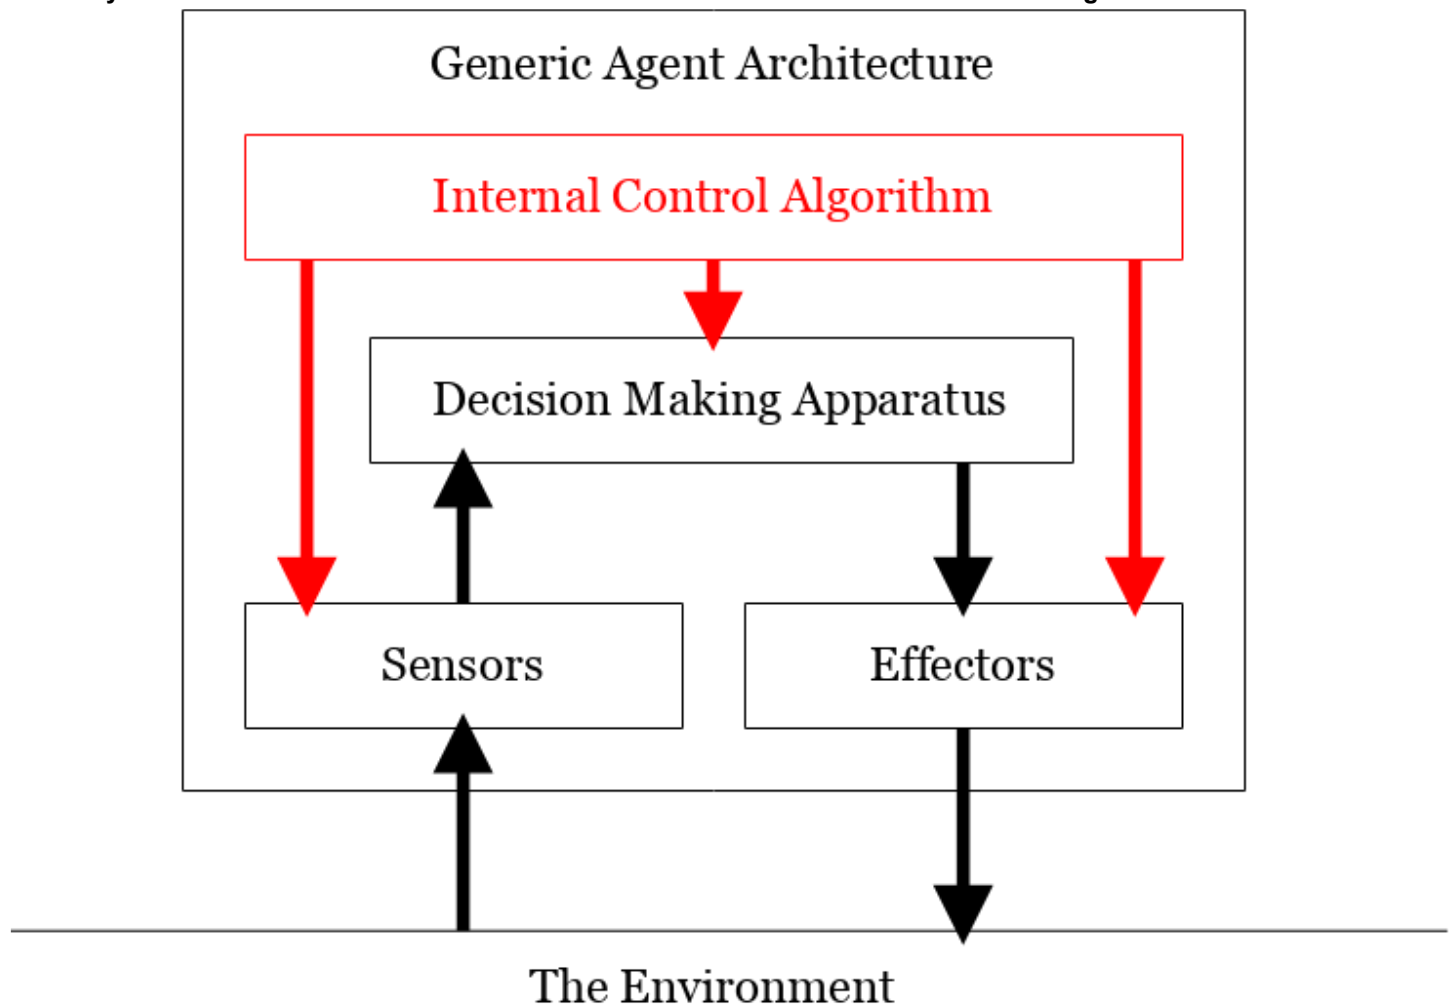 Generic Agent Architecture
Internal Control Algorithm
Decision Making Apparatus
Sensors
Effectors
The Environment